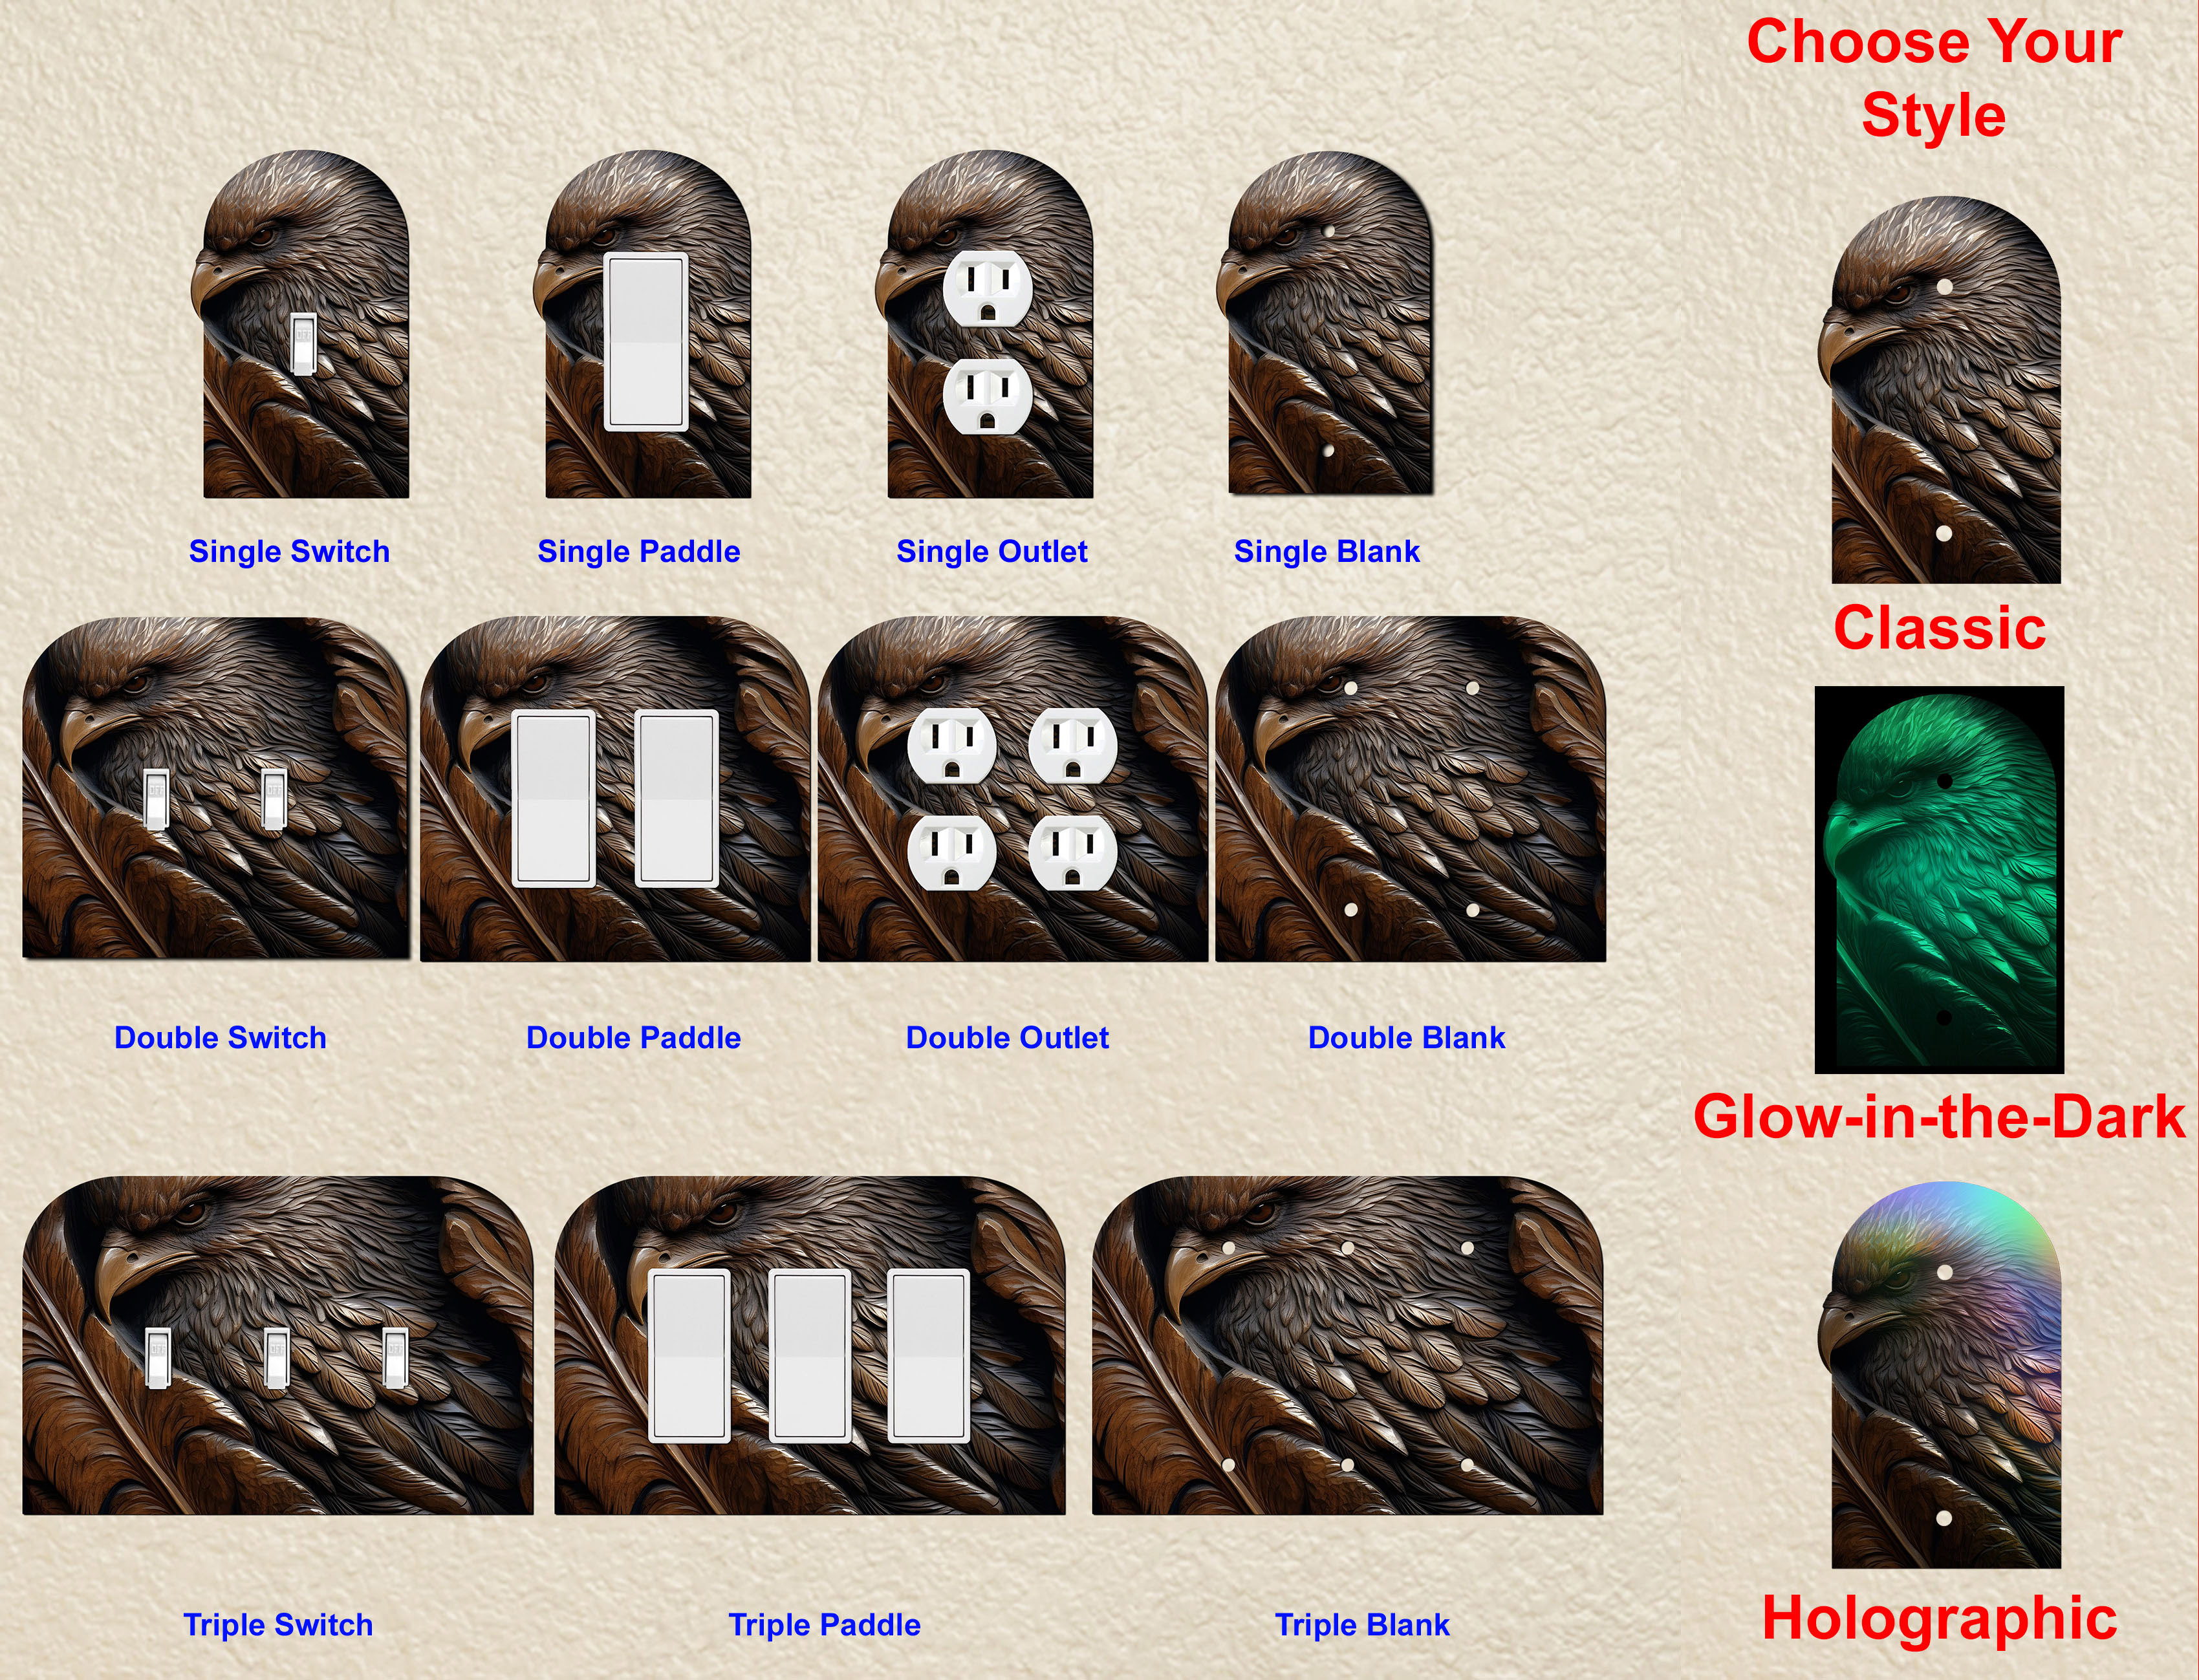 Choose Your
Style
Single Switch
Single Paddle
Single Outlet
Single Blank
Classic
Double Switch
Double Paddle
Double Outlet
Double Blank
Glow-in-the-Dark
Triple Switch
Triple Paddle
Triple Blank
Holographic